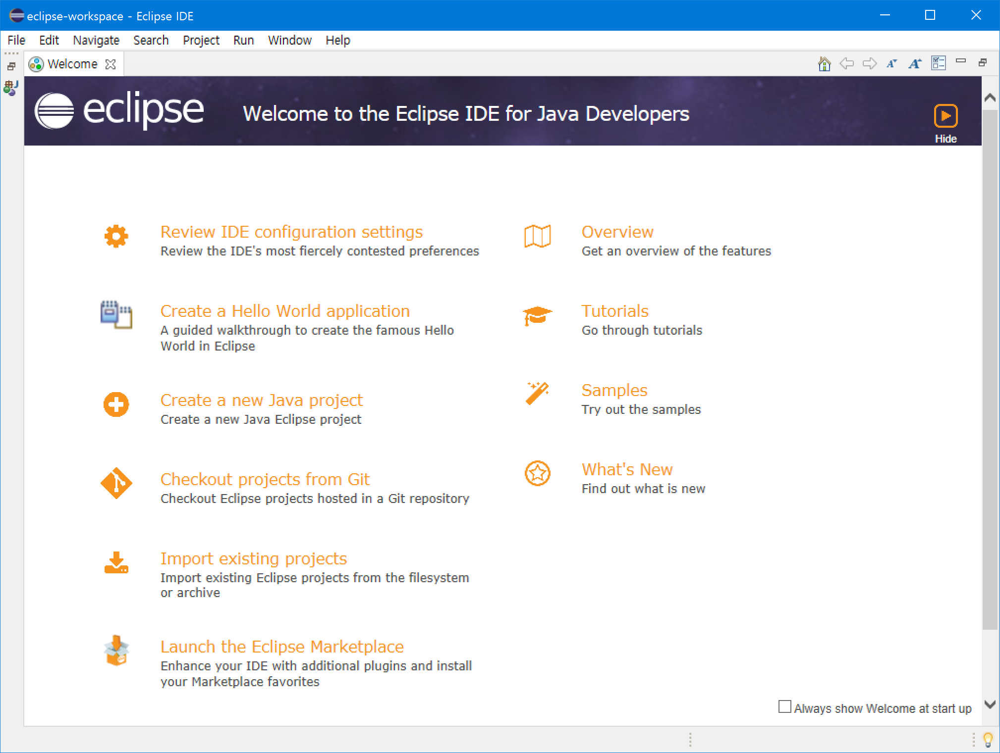 eclipse-workspace - Eclipse IDE
File Edit Navigate Search Project Run Window Help
Welcome
eclipse
Welcome to the Eclipse IDE for Java Developers
Hide
Review IDE configuration settings
Review the IDE's most fiercely contested preferences
Create a Hello World application
A guided walkthrough to create the famous Hello
World in Eclipse
Create a new Java project
Create a new Java Eclipse project
Checkout projects from Git
Checkout Eclipse projects hosted in a Git repository
Import existing projects
Import existing Eclipse projects from the filesystem
or archive
Launch the Eclipse Marketplace
Enhance your IDE with additional plugins and install
your Marketplace favorites
Overview
Get an overview of the features
Tutorials
Go through tutorials
Samples
Try out the samples
What's New
Find out what is new
Always show Welcome at start up